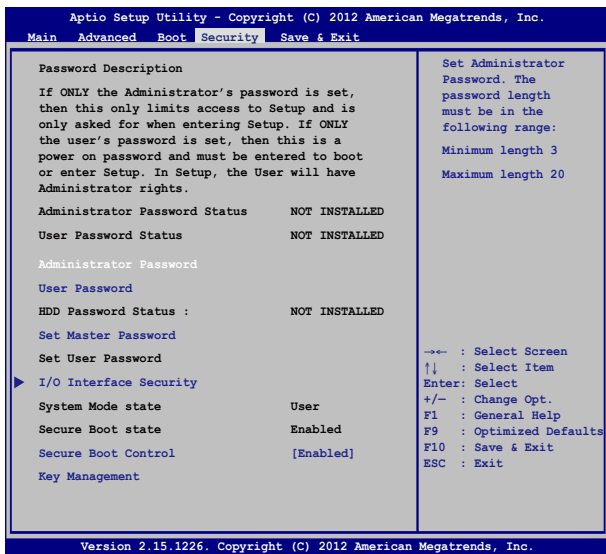 Aptio Setup Utility - Copyright (C) 2012 American Megatrends, Inc.
Main Advanced Boot Security Save & Exit
Password Description
If ONLY the Administrator's password is set,
then this only limits access to Setup and is
only asked for when entering Setup. If ONLY
the user's password is set, then this is a
power on password and must be entered to boot
or enter Setup. In Setup, the User will have
Administrator rights.
Administrator Password Status NOT INSTALLED
User Password Status NOT INSTALLED
Administrator Password
User Password
HDD Password Status : NOT INSTALLED
Set Master Password
Set User Password
I/O Interface Security
System Mode state User
Secure Boot state Enabled
Secure Boot Control [Enabled]
Key Management
Set Administrator
Password. The
password length
must be in the
following range:
Minimum length 3
Maximum length 20
→← : Select Screen
↑↓ : Select Item
Enter: Select
+/— : Change Opt.
F1 : General Help
F9 : Optimized Defaults
F10 : Save & Exit
ESC : Exit
Version 2.15.1226. Copyright (C) 2012 American Megatrends, Inc.